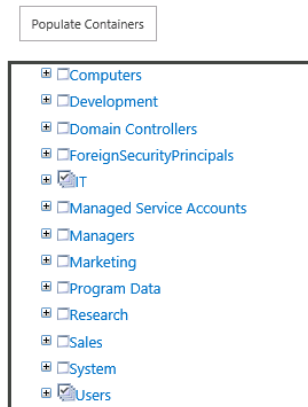 Populate Containers
Computers
Development
Domain Controllers
ForeignSecurityPrincipals
IT
Managed Service Accounts
Managers
Marketing
Program Data
Research
Sales
System
Users